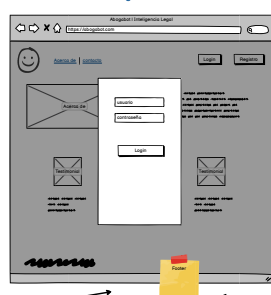 Abogabot | Inteligencia Legal
https://abogabot.com
Acerca de | contacto
Login
Registro
Acerca de
usuario
contraseña
Login
Testimonial
Testimonial
Footer